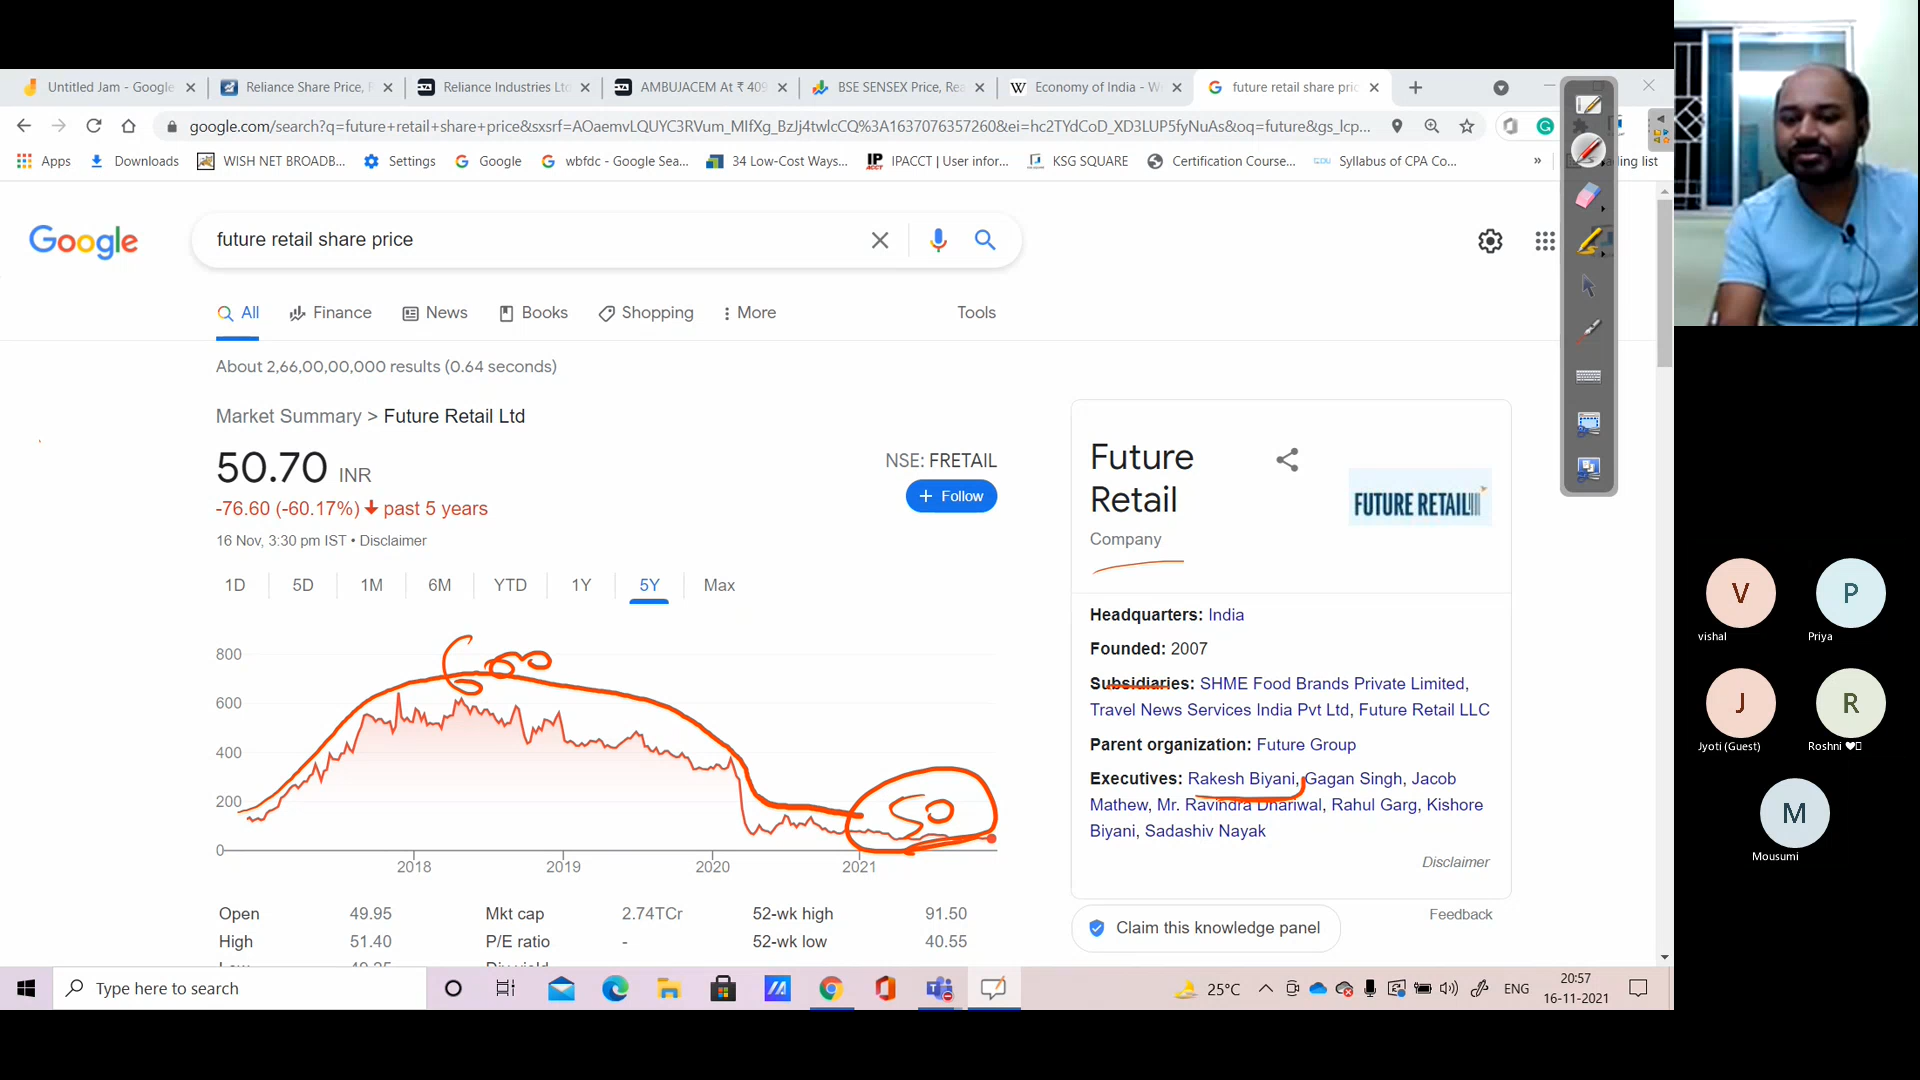 Untitled Jam - Google
Reliance Share Price, F
Reliance Industries Ltd
AMBUJACEM At ₹ 409
BSE SENSEX Price, Rea
Economy of India - W
future retail share pric
google.com/search?q=future+retail+share+price&sxsrf=AOaemvLQUYC3RVum_MIfXg_BzJj4twlcCQ%3A1637076357260&ei=hc2TYdCoD_XD3LUP5fyNuAs&oq=future&gs_lcp...
Apps
Downloads
WISH NET BROADB...
Settings
Google
wbfdc - Google Sea...
34 Low-Cost Ways...
IP IPACCT
IPACCT | User infor...
KSG SQUARE
Certification Course...
Syllabus of CPA Co...
»
ing list
Google
future retail share price
All
Finance
News
Books
Shopping
More
Tools
About 2,66,00,00,000 results (0.64 seconds)
Market Summary > Future Retail Ltd
50.70 INR
NSE: FRETAIL
-76.60 (-60.17%) past 5 years
+ Follow
16 Nov, 3:30 pm IST • Disclaimer
1D
5D
1M
6M
YTD
1Y
5Y
Max
800
600
400
200
0
600
50
2018
2019
2020
2021
Open 49.95
Mkt cap 2.74TCr
52-wk high 91.50
High 51.40
P/E ratio -
52-wk low 40.55
Future
Retail
FUTURE RETAIL
Company
Headquarters: India
Founded: 2007
Subsidiaries: SHME Food Brands Private Limited,
Travel News Services India Pvt Ltd, Future Retail LLC
Parent organization: Future Group
Executives: Rakesh Biyani, Gagan Singh, Jacob
Mathew, Mr. Ravindra Dhariwal, Rahul Garg, Kishore
Biyani, Sadashiv Nayak
Disclaimer
Feedback
Claim this knowledge panel
V
vishal
P
Priya
J
Jyoti (Guest)
R
Roshni
M
Mousumi
Type here to search
25°C
ENG
20:57
16-11-2021